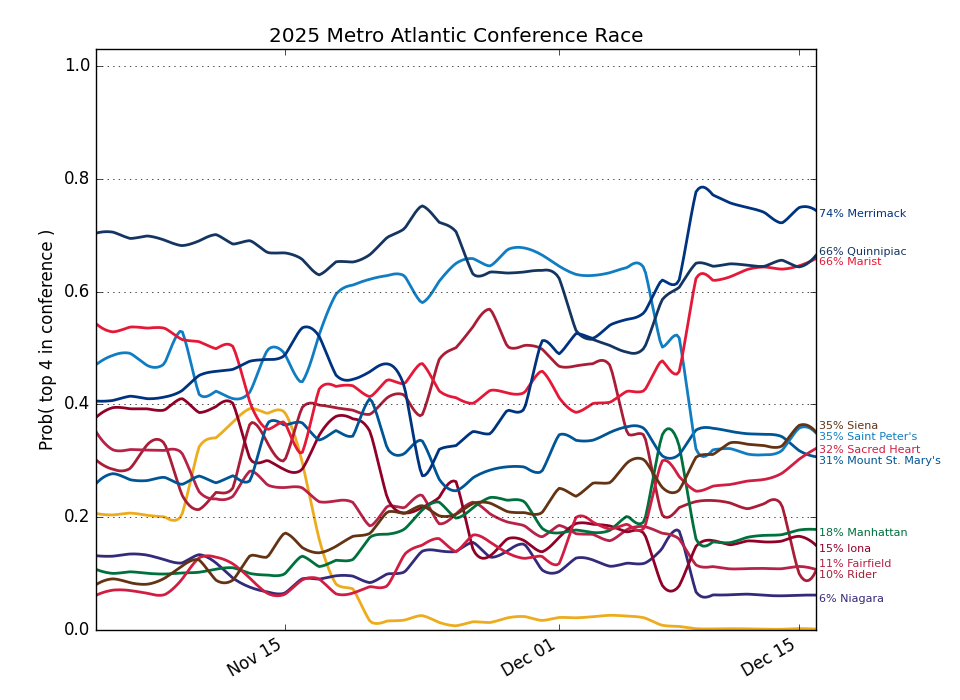 2025 Metro Atlantic Conference Race
Prob( top 4 in conference )
1.0
0.8
0.6
0.4
0.2
0.0
Nov 15
Dec 01
Dec 15
74% Merrimack
66% Quinnipiac
66% Marist
35% Siena
35% Saint Peter's
32% Sacred Heart
31% Mount St. Mary's
18% Manhattan
15% Iona
11% Fairfield
10% Rider
6% Niagara